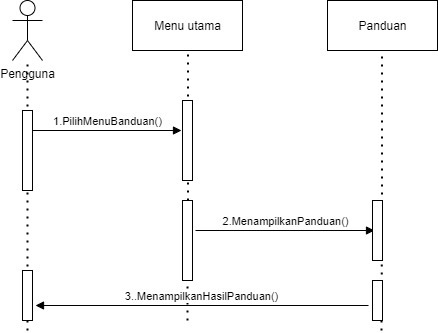 Menu utama
Panduan
Pengguna
1.PilihMenuBanduan()
2.MenampilkanPanduan()
3..MenampilkanHasilPanduan()